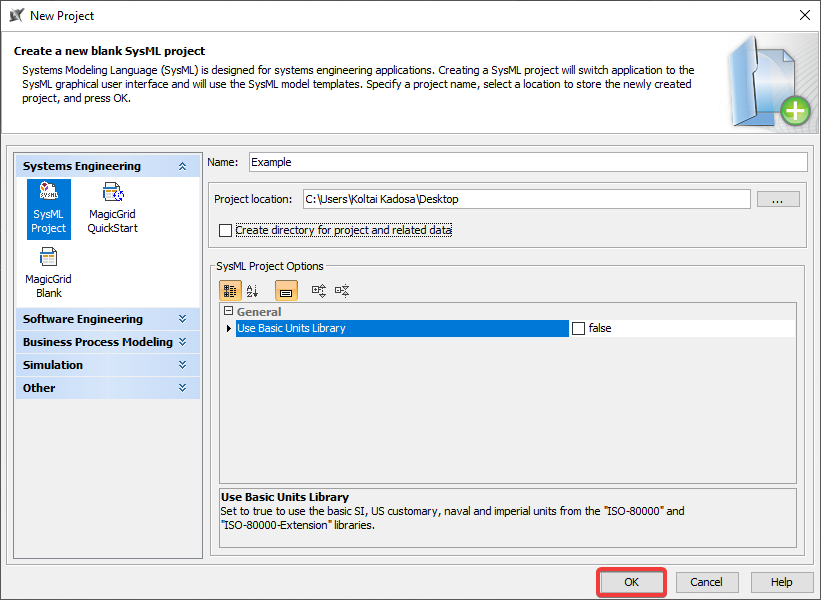 New Project
Create a new blank SysML project
Systems Modeling Language (SysML) is designed for systems engineering applications. Creating a SysML project will switch application to the
SysML graphical user interface and will use the SysML model templates. Specify a project name, select a location to store the newly created
project, and press OK.
Systems Engineering
SysML
SysML
Project
MagicGrid
QuickStart
MagicGrid
Blank
Software Engineering
Business Process Modeling
Simulation
Other
Name: Example
Project location: C:\Users\Koltai Kadosa\Desktop ...
Create directory for project and related data
SysML Project Options
General
Use Basic Units Library false
Use Basic Units Library
Set to true to use the basic SI, US customary, naval and imperial units from the "ISO-80000" and
"ISO-80000-Extension" libraries.
OK Cancel Help